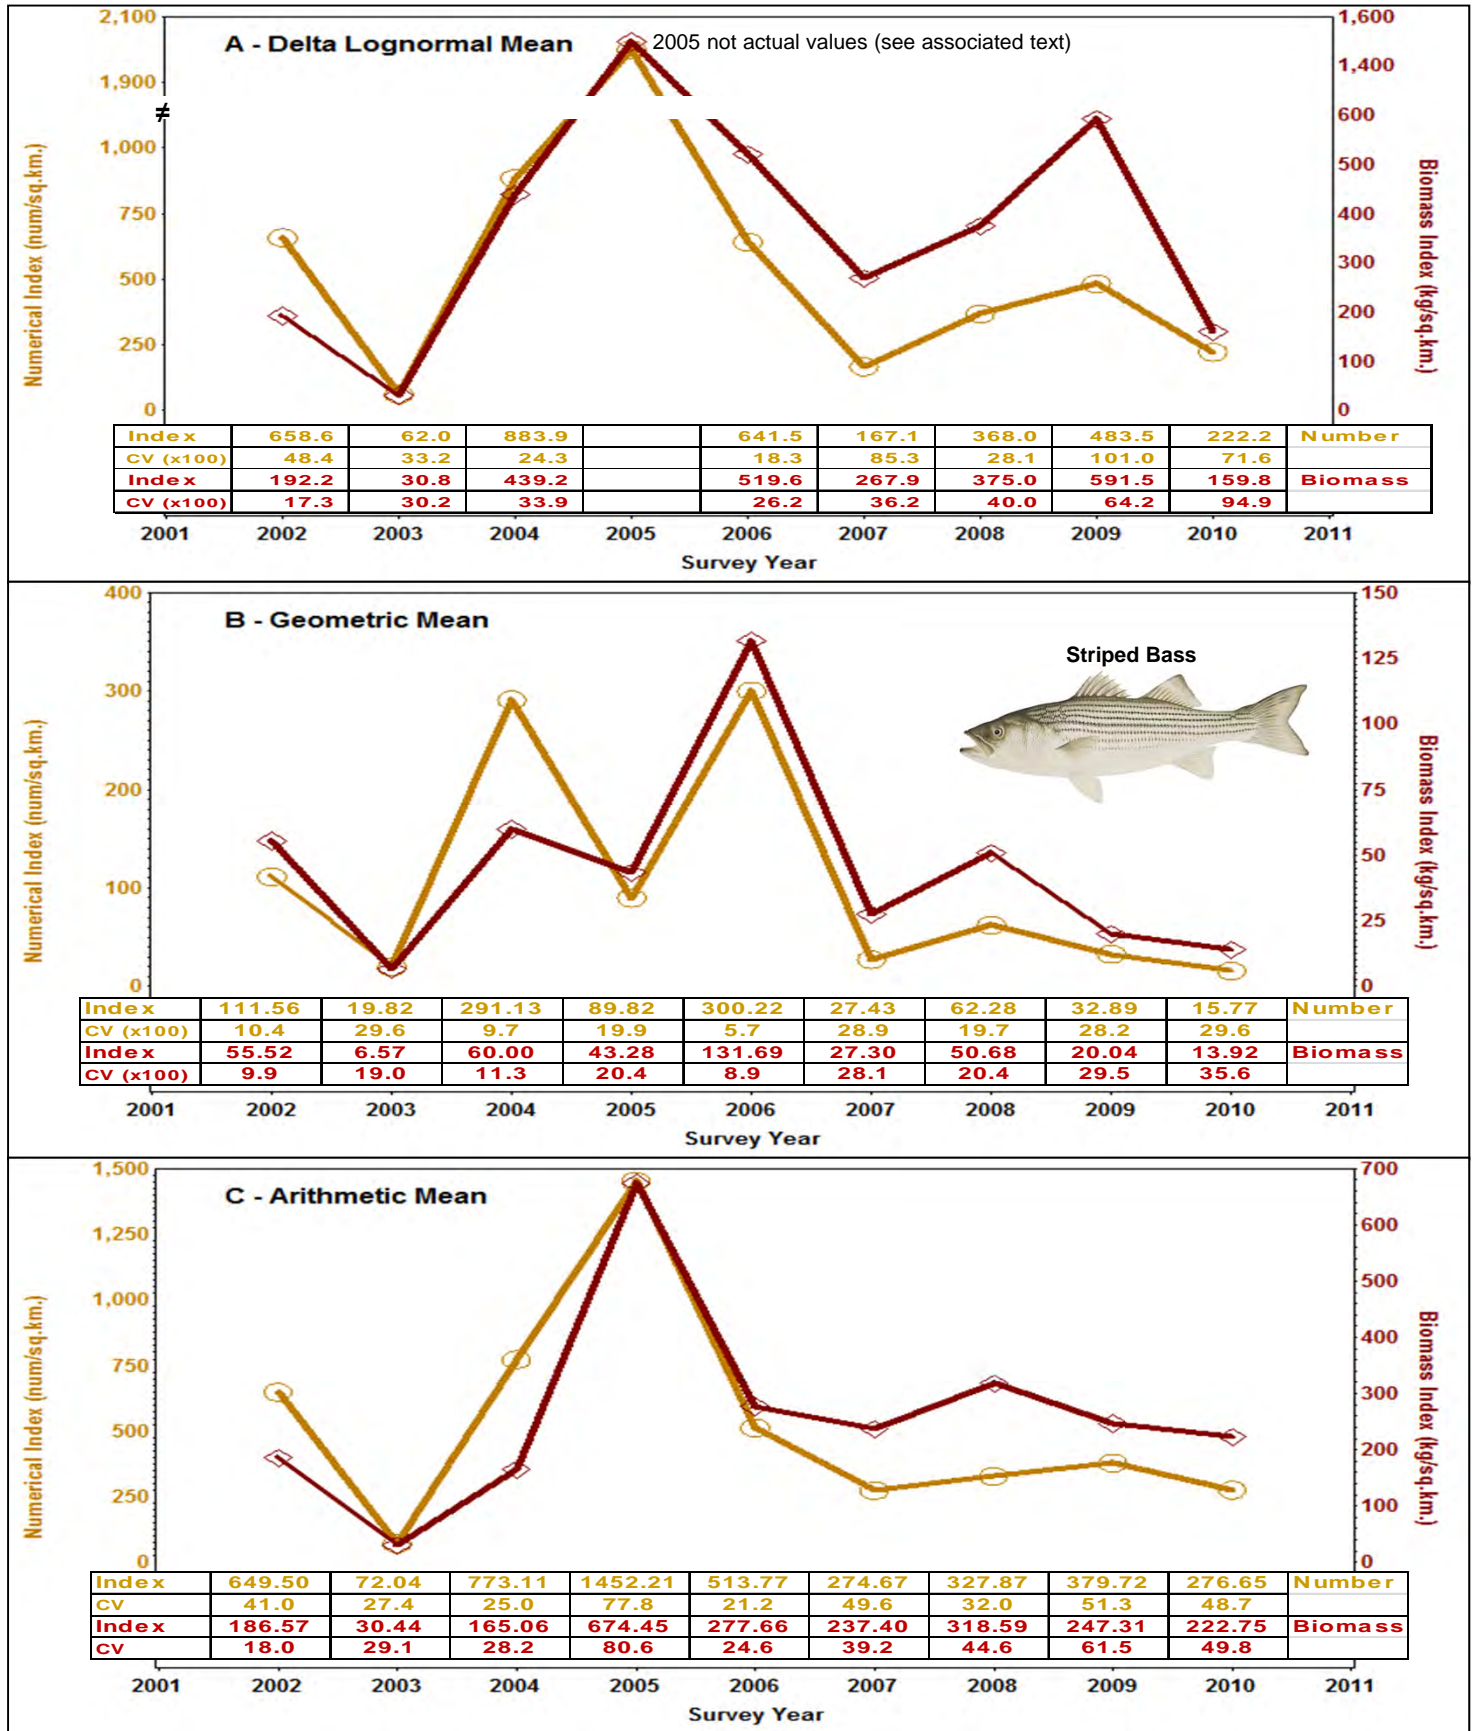 A - Delta Lognormal Mean
2005 not actual values (see associated text)
2,100
1,900
≠
1,000
750
500
250
0
Numerical Index (num/sq.km.)
1,600
1,400
600
500
400
300
200
100
0
Biomass Index (kg/sq.km.)
Index 658.6 62.0 883.9 641.5 167.1 368.0 483.5 222.2 Number
CV (x100) 48.4 33.2 24.3 18.3 85.3 28.1 101.0 71.6
Index 192.2 30.8 439.2 519.6 267.9 375.0 591.5 159.8 Biomass
CV (x100) 17.3 30.2 33.9 26.2 36.2 40.0 64.2 94.9
2001 2002 2003 2004 2005 2006 2007 2008 2009 2010 2011
Survey Year
B - Geometric Mean
Striped Bass
400
300
200
100
0
Numerical Index (num/sq.km.)
150
125
100
75
50
25
0
Biomass Index (kg/sq.km.)
Index 111.56 19.82 291.13 89.82 300.22 27.43 62.28 32.89 15.77 Number
CV (x100) 10.4 29.6 9.7 19.9 5.7 28.9 19.7 28.2 29.6
Index 55.52 6.57 60.00 43.28 131.69 27.30 50.68 20.04 13.92 Biomass
CV (x100) 9.9 19.0 11.3 20.4 8.9 28.1 20.4 29.5 35.6
2001 2002 2003 2004 2005 2006 2007 2008 2009 2010 2011
Survey Year
C - Arithmetic Mean
1,500
1,250
1,000
750
500
250
0
Numerical Index (num/sq.km.)
700
600
500
400
300
200
100
0
Biomass Index (kg/sq.km.)
Index 649.50 72.04 773.11 1452.21 513.77 274.67 327.87 379.72 276.65 Number
CV 41.0 27.4 25.0 77.8 21.2 49.6 32.0 51.3 48.7
Index 186.57 30.44 165.06 674.45 277.66 237.40 318.59 247.31 222.75 Biomass
CV 18.0 29.1 28.2 80.6 24.6 39.2 44.6 61.5 49.8
2001 2002 2003 2004 2005 2006 2007 2008 2009 2010 2011
Survey Year